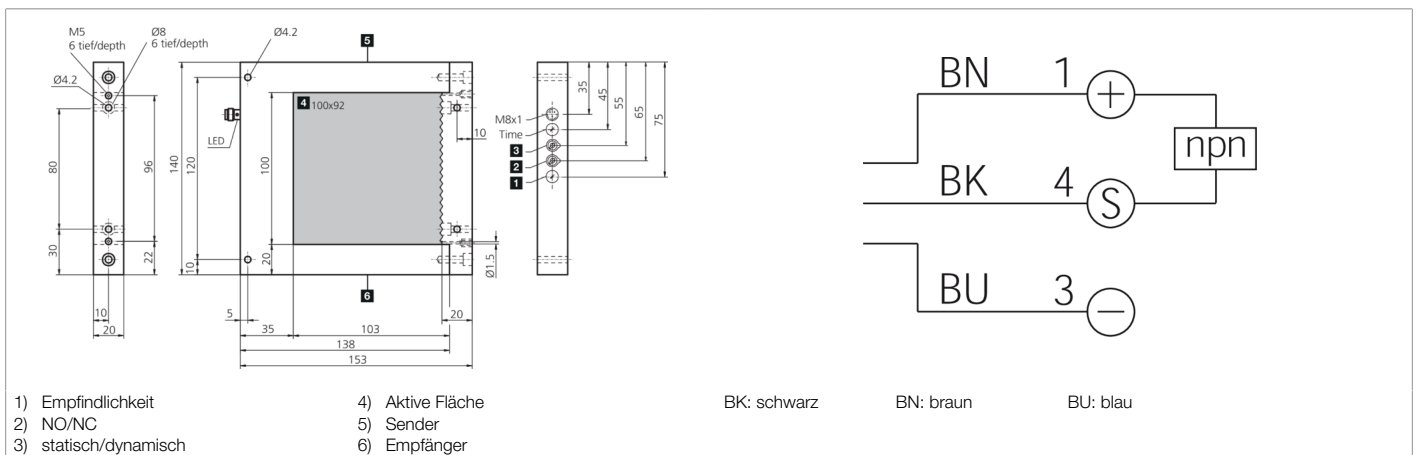 M5
6 tief/depth
Ø8
6 tief/depth
Ø4.2
5
Ø4.2
4 100x92
LED
80
30
96
22
10
20
140
120
10
100
20
10
Ø1.5
5
35
103
20
138
153
6
M8x1
Time
3
2
1
35
45
55
65
75
BN 1 +
npn
BK 4 S
BU 3 −
1) Empfindlichkeit
2) NO/NC
3) statisch/dynamisch
4) Aktive Fläche
5) Sender
6) Empfänger
BK: schwarz BN: braun BU: blau